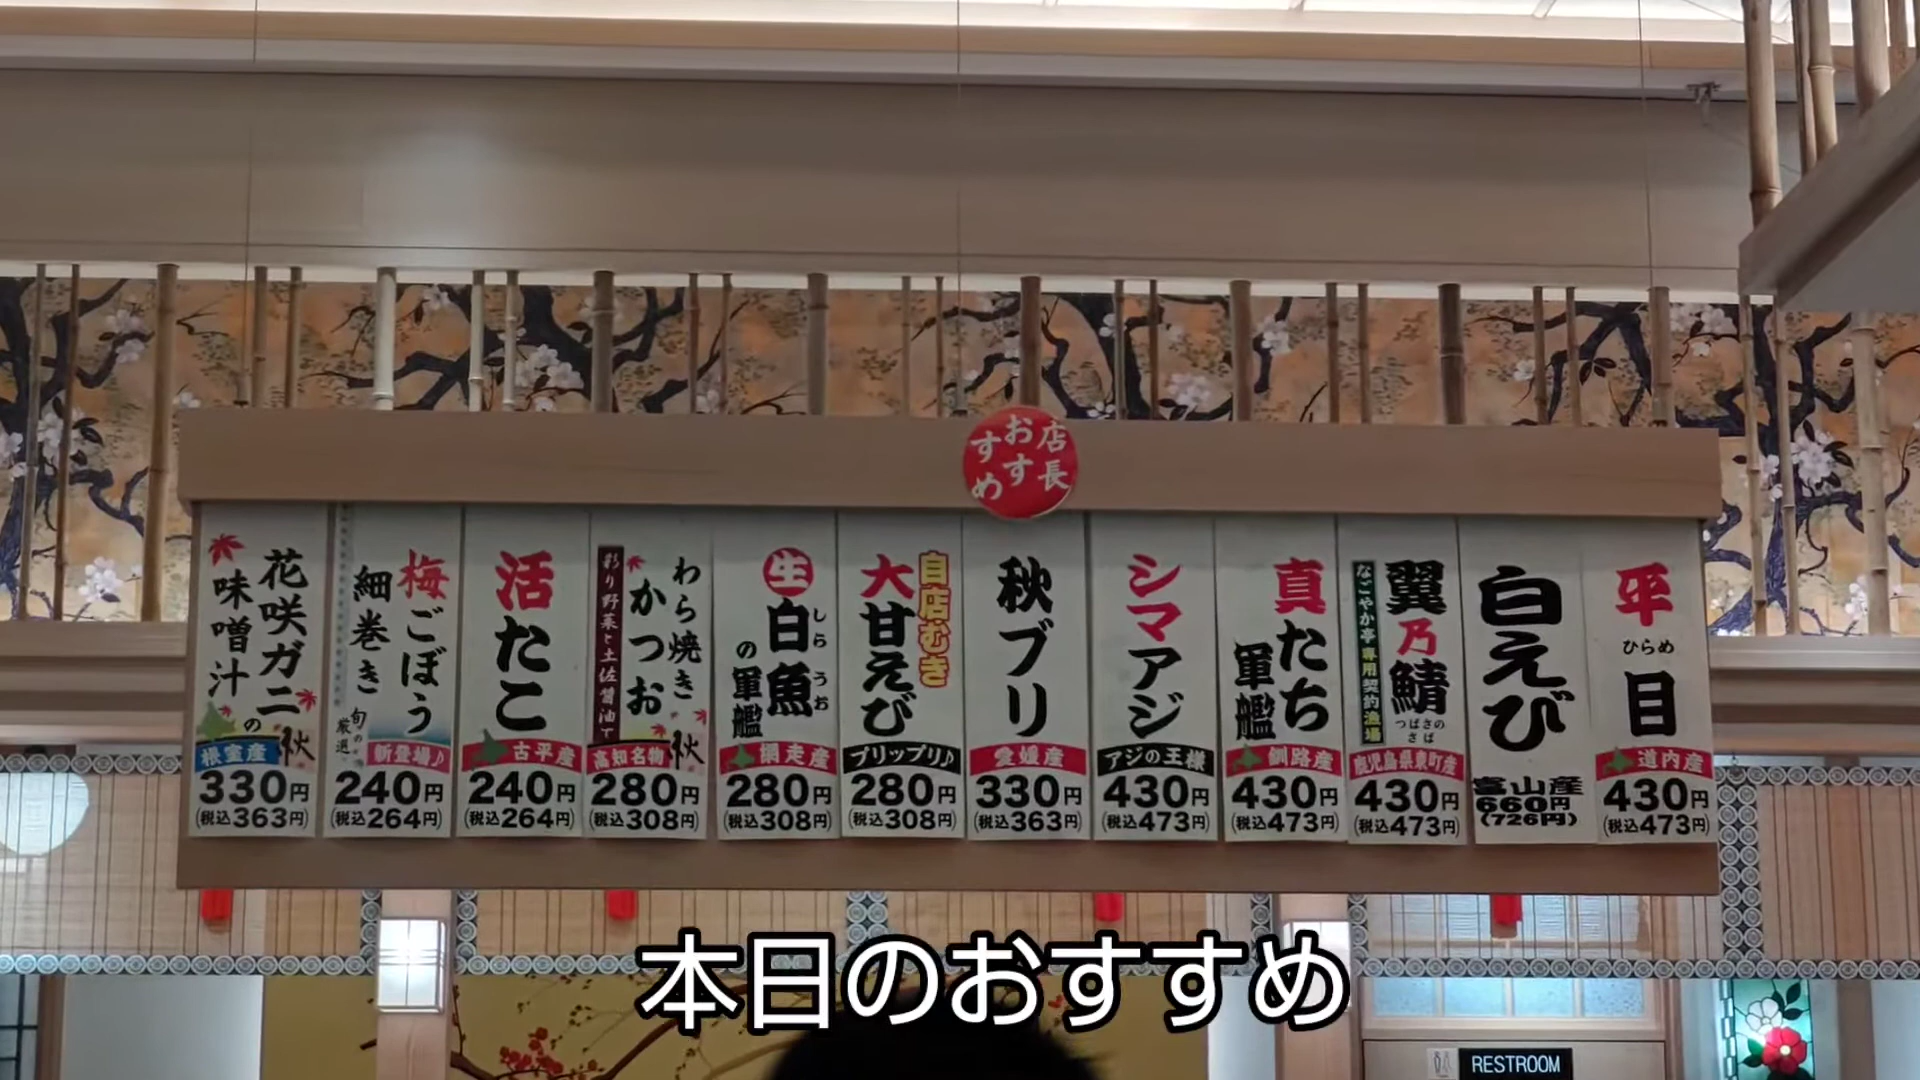 店長
おす
すめ
平目
ひらめ
道内産
430円
(税込473円)
白えび
富山産
660円
(726円)
翼乃鯖
つばさの
さば
なごやか亭専用契約漁場
鹿児島県東町産
430円
(税込473円)
真たち
軍艦
釧路産
430円
(税込473円)
シマアジ
アジの王様
430円
(税込473円)
秋ブリ
愛媛産
330円
(税込363円)
自店むき
大甘えび
プリップリ♪
280円
(税込308円)
生白魚
しらうお
の軍艦
網走産
280円
(税込308円)
わら焼き
かつお
彩り野菜と土佐醤油で
秋
高知名物
280円
(税込308円)
活たこ
古平産
240円
(税込264円)
梅ごぼう
細巻き
旬の
厳選
新登場♪
240円
(税込264円)
花咲ガニの
味噌汁
秋
根室産
330円
(税込363円)
本日のおすすめ
RESTROOM